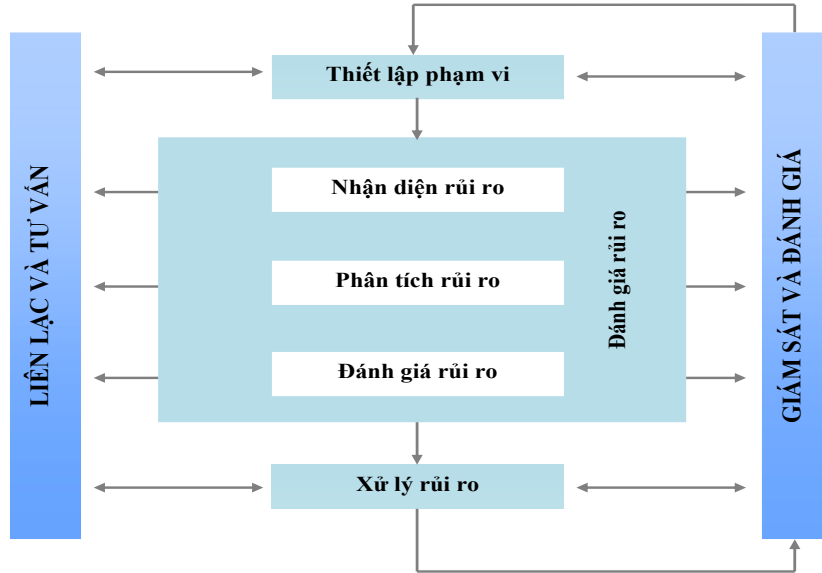 Thiết lập phạm vi
LIÊN LẠC VÀ TƯ VẤN
Nhận diện rủi ro
Phân tích rủi ro
Đánh giá rủi ro
Đánh giá rủi ro
GIÁM SÁT VÀ ĐÁNH GIÁ
Xử lý rủi ro